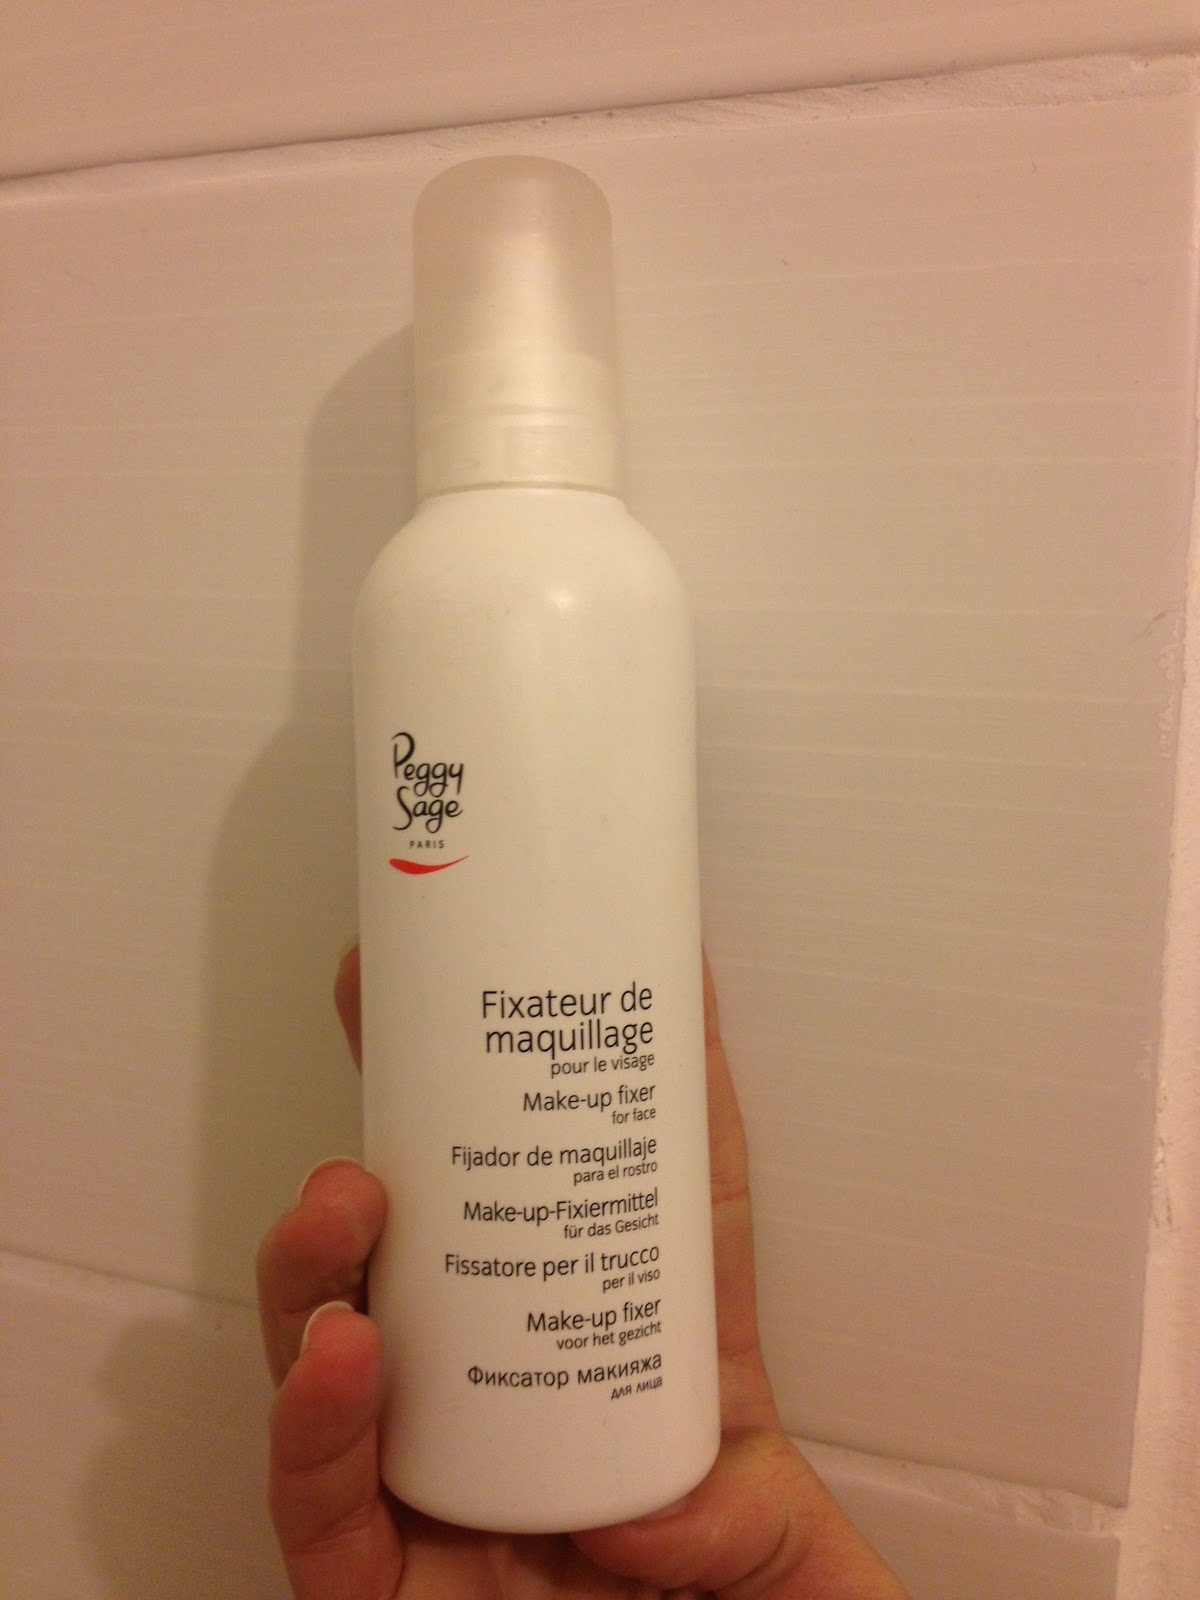 Peggy
Sage
PARIS
Fixateur de
maquillage
pour le visage
Make-up fixer
for face
Fijador de maquillaje
para el rostro
Make-up-Fixiermittel
für das Gesicht
Fissatore per il trucco
per il viso
Make-up fixer
voor het gezicht
Фиксатор макияжа
для лица